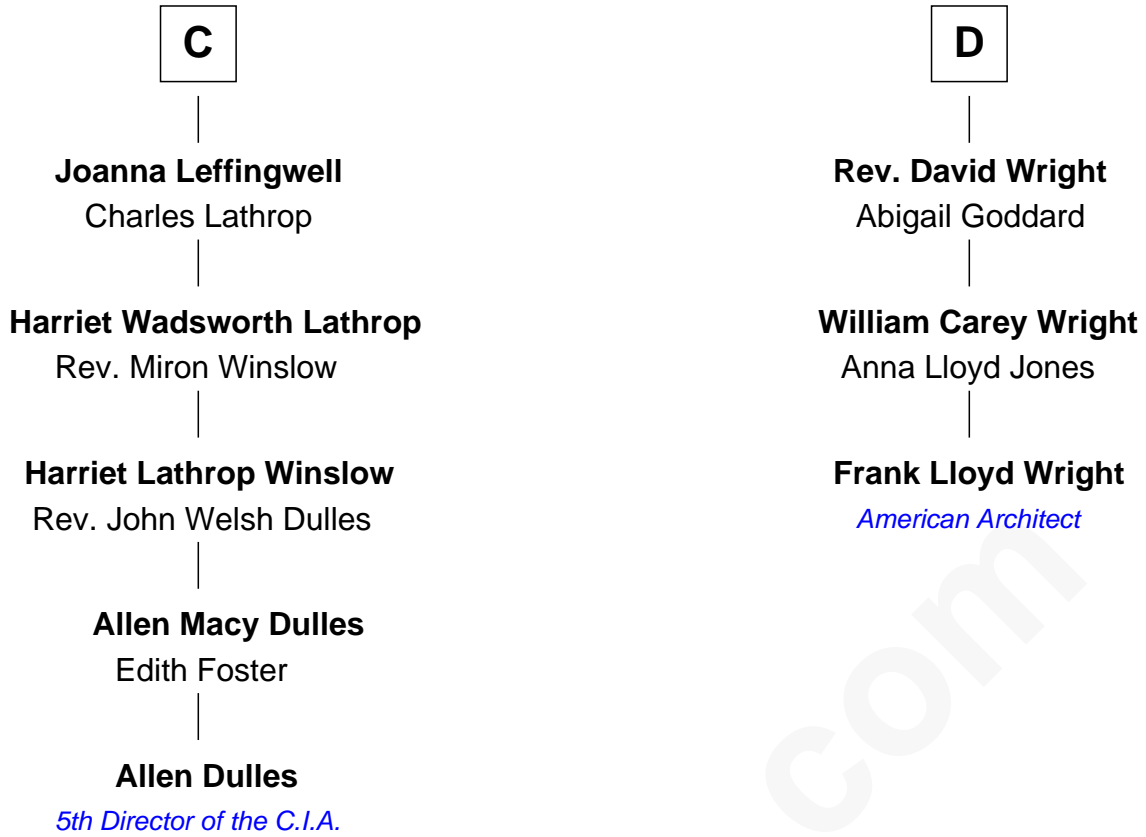 C
Joanna Leffingwell
Charles Lathrop
Harriet Wadsworth Lathrop
Rev. Miron Winslow
Harriet Lathrop Winslow
Rev. John Welsh Dulles
Allen Macy Dulles
Edith Foster
Allen Dulles
5th Director of the C.I.A.
D
Rev. David Wright
Abigail Goddard
William Carey Wright
Anna Lloyd Jones
Frank Lloyd Wright
American Architect
com